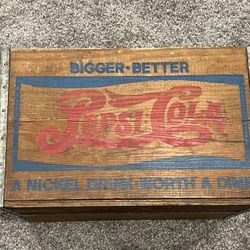 BIGGER-BETTER
PEPSI-COLA
A NICKEL DRINK WORTH A DIME